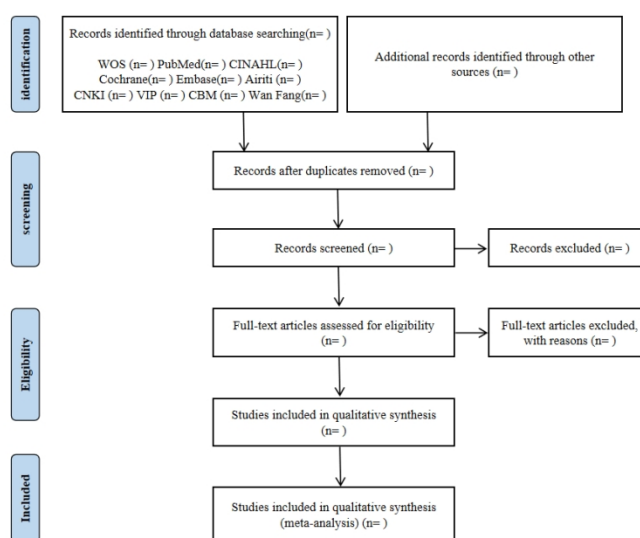 identification
Records identified through database searching(n= )
WOS (n= ) PubMed(n= ) CINAHL(n= )
Cochrane(n= ) Embase(n= ) Airiti (n= )
CNKI (n= ) VIP (n= ) CBM (n= ) Wan Fang(n= )
Additional records identified through other
sources (n= )
screening
Records after duplicates removed (n= )
Records screened (n= )
Records excluded (n= )
Eligibility
Full-text articles assessed for eligibility
(n= )
Full-text articles excluded,
with reasons (n= )
Studies included in qualitative synthesis
(n= )
Included
Studies included in qualitative synthesis
(meta-analysis) (n= )